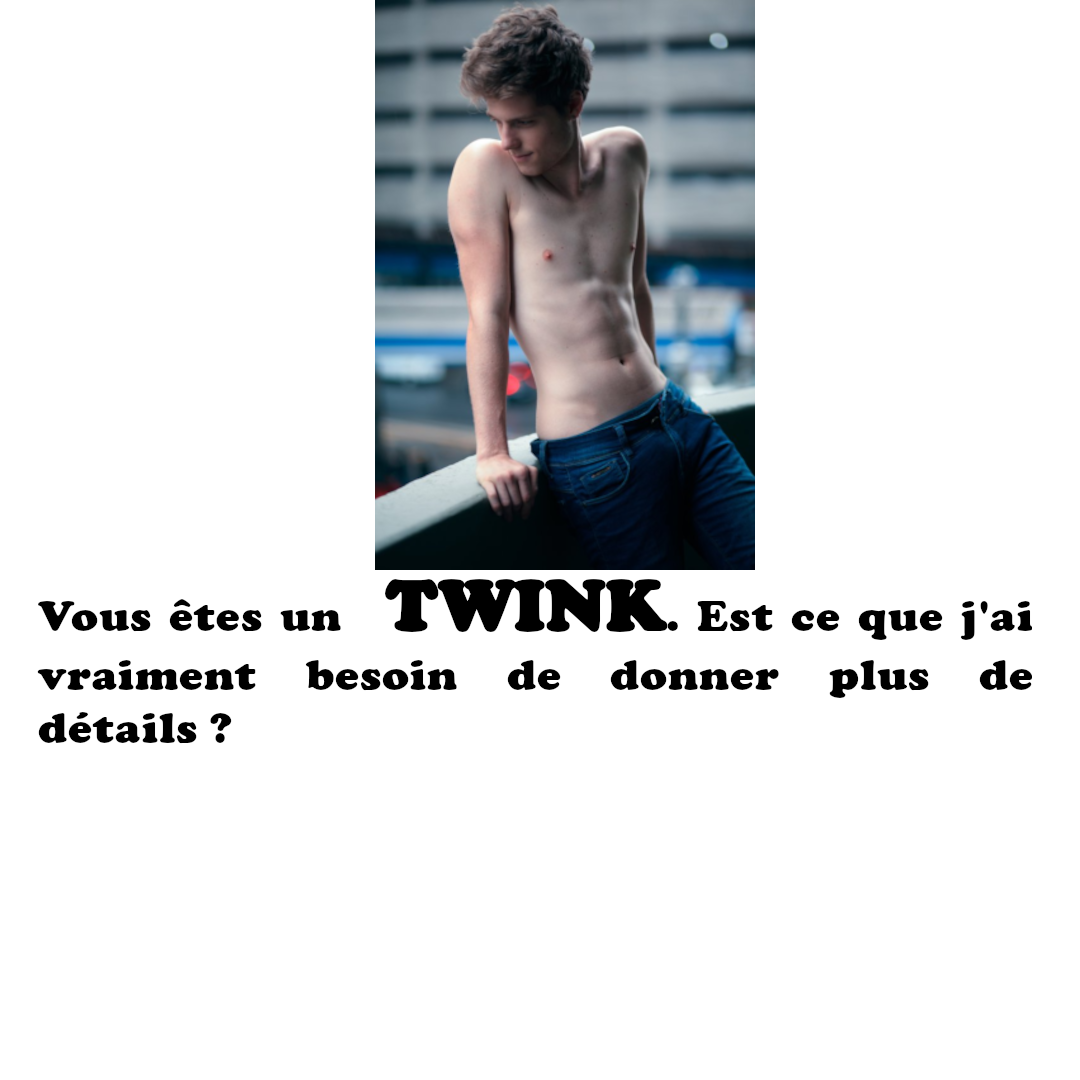 Vous êtes un TWINK. Est ce que j'ai
vraiment besoin de donner plus de
détails ?